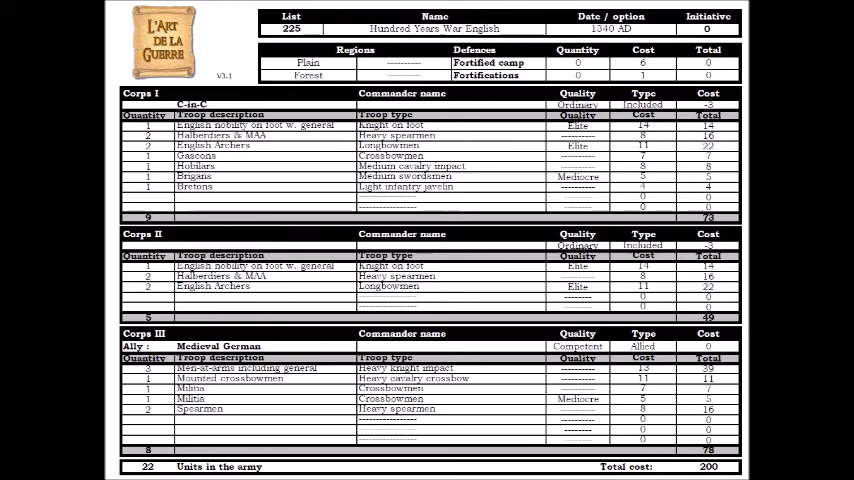 L'ART DE LA GUERRE
V3.1
List Name Date / option Initiative
225 Hundred Years War English 1340 AD 0
Regions Defences Quantity Cost Total
Plain ---------- Fortified camp 0 6 0
Forest ---------- Fortifications 0 1 0
Corps I Commander name Quality Type Cost
C-in-C Ordinary Included -3
Quantity Troop description Troop type Quality Cost Total
1 English nobility on foot w. general Knight on foot Elite 14 14
2 Halberdiers & MAA Heavy spearmen ---------- 8 16
2 English Archers Longbowmen Elite 11 22
1 Gascons Crossbowmen ---------- 7 7
1 Hobilars Medium cavalry impact ---------- 8 8
1 Brigans Medium swordsmen Mediocre 5 5
1 Bretons Light infantry javelin ---------- 4 4
----------------- -------- 0 0
----------------- -------- 0 0
9 73
Corps II Commander name Quality Type Cost
Ordinary Included -3
Quantity Troop description Troop type Quality Cost Total
1 English nobility on foot w. general Knight on foot Elite 14 14
2 Halberdiers & MAA Heavy spearmen ---------- 8 16
2 English Archers Longbowmen Elite 11 22
----------------- -------- 0 0
----------------- -------- 0 0
5 49
Corps III Commander name Quality Type Cost
Ally : Medieval German Competent Allied 0
Quantity Troop description Troop type Quality Cost Total
3 Men-at-arms including general Heavy knight impact ---------- 13 39
1 Mounted crossbowmen Heavy cavalry crossbow ---------- 11 11
1 Militia Crossbowmen ---------- 7 7
1 Militia Crossbowmen Mediocre 5 5
2 Spearmen Heavy spearmen ---------- 8 16
----------------- -------- 0 0
----------------- -------- 0 0
----------------- -------- 0 0
8 78
22 Units in the army Total cost: 200